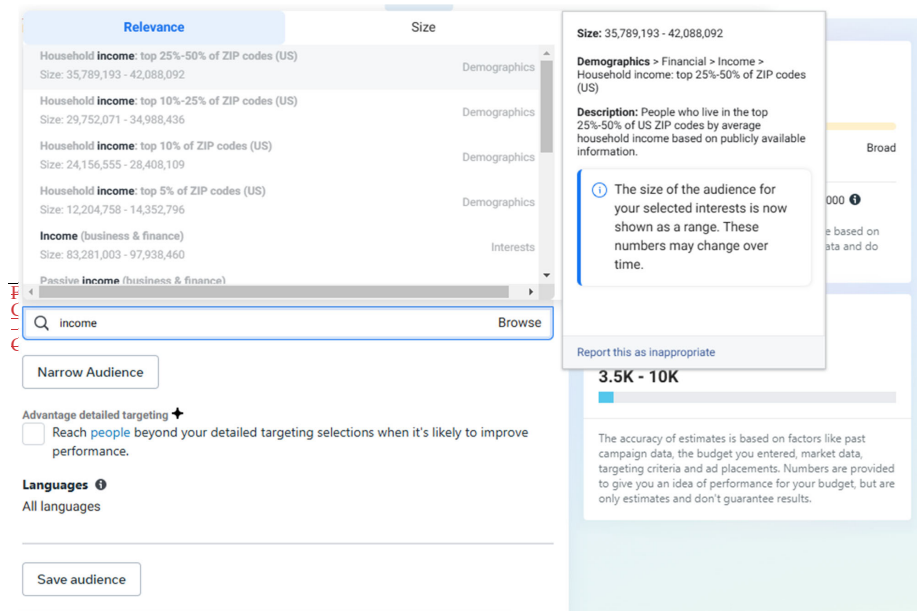 Relevance
Size
Household income: top 25%-50% of ZIP codes (US)
Size: 35,789,193 - 42,088,092
Demographics
Household income: top 10%-25% of ZIP codes (US)
Size: 29,752,071 - 34,988,436
Demographics
Household income: top 10% of ZIP codes (US)
Size: 24,156,555 - 28,408,109
Demographics
Household income: top 5% of ZIP codes (US)
Size: 12,204,758 - 14,352,796
Demographics
Income (business & finance)
Size: 83,281,003 - 97,938,460
Interests
Passive income (business & finance)
income
Browse
Narrow Audience
Advantage detailed targeting
Reach people beyond your detailed targeting selections when it's likely to improve
performance.
Languages
All languages
Save audience
Size: 35,789,193 - 42,088,092
Demographics > Financial > Income >
Household income: top 25%-50% of ZIP codes
(US)
Description: People who live in the top
25%-50% of US ZIP codes by average
household income based on publicly available
information.
The size of the audience for
your selected interests is now
shown as a range. These
numbers may change over
time.
Report this as inappropriate
Broad
000
e based on
ata and do
3.5K - 10K
The accuracy of estimates is based on factors like past
campaign data, the budget you entered, market data,
targeting criteria and ad placements. Numbers are provided
to give you an idea of performance for your budget, but are
only estimates and don't guarantee results.